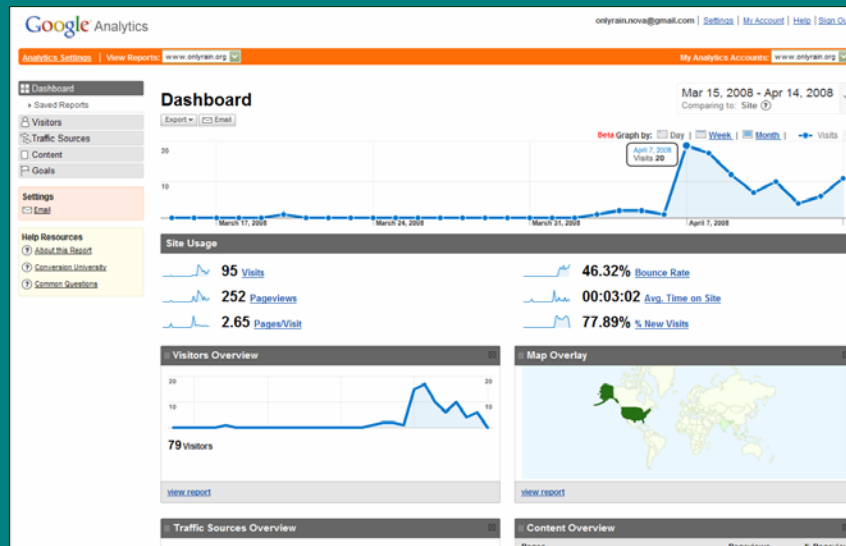 Google Analytics
onlyrain.nova@gmail.com | Settings | My Account | Help | Sign Ou
Analytics Settings | View Reports: www.onlyrain.org
My Analytics Accounts: www.onlyrain.org
Dashboard
Saved Reports
Visitors
Traffic Sources
Content
Goals
Settings
Email
Help Resources
About this Report
Conversion University
Common Questions
Dashboard
Export
Email
Mar 15, 2008 - Apr 14, 2008
Comparing to: Site
Beta Graph by: Day | Week | Month | Visits
20
10
April 7, 2008
Visits 20
March 17, 2008
March 24, 2008
March 31, 2008
April 7, 2008
Site Usage
95 Visits
252 Pageviews
2.65 Pages/Visit
46.32% Bounce Rate
00:03:02 Avg. Time on Site
77.89% % New Visits
Visitors Overview
20
20
10
10
79 Visitors
view report
Map Overlay
view report
Traffic Sources Overview
Content Overview
Pages
Pageviews